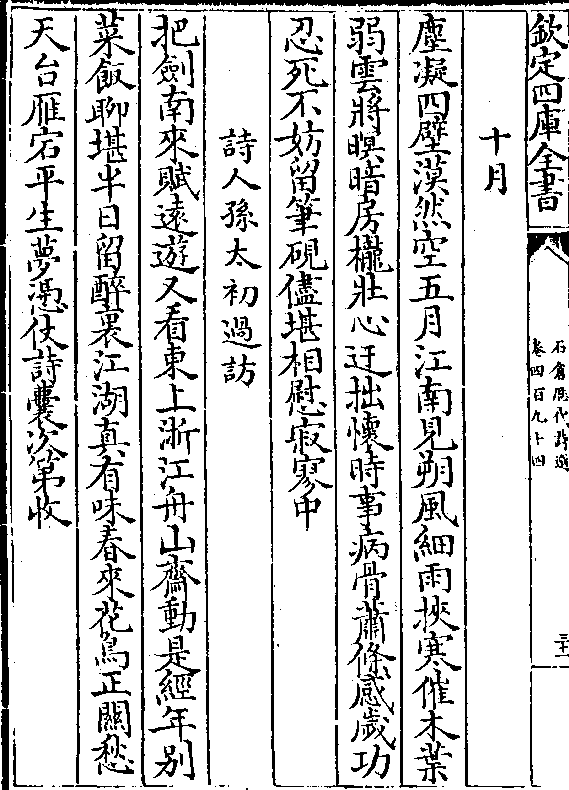 欽定四庫全書
石倉歷代詩選
卷四百九十四
十月
塵凝四壁漠然空五月江南見朔風細雨挾寒催木葉
弱雲將暝暗房櫳壯心迂拙懷時事病骨蕭條感歲功
忍死不妨留筆硯儘堪相慰寂寥中
詩人孫太初過訪
把劍南來賦遠遊又看東上浙江舟山齋動是經年別
菜飯聊堪半日留醉裏江湖真有味春來花鳥正關愁
天台雁宕平生夢憑仗詩囊次第收